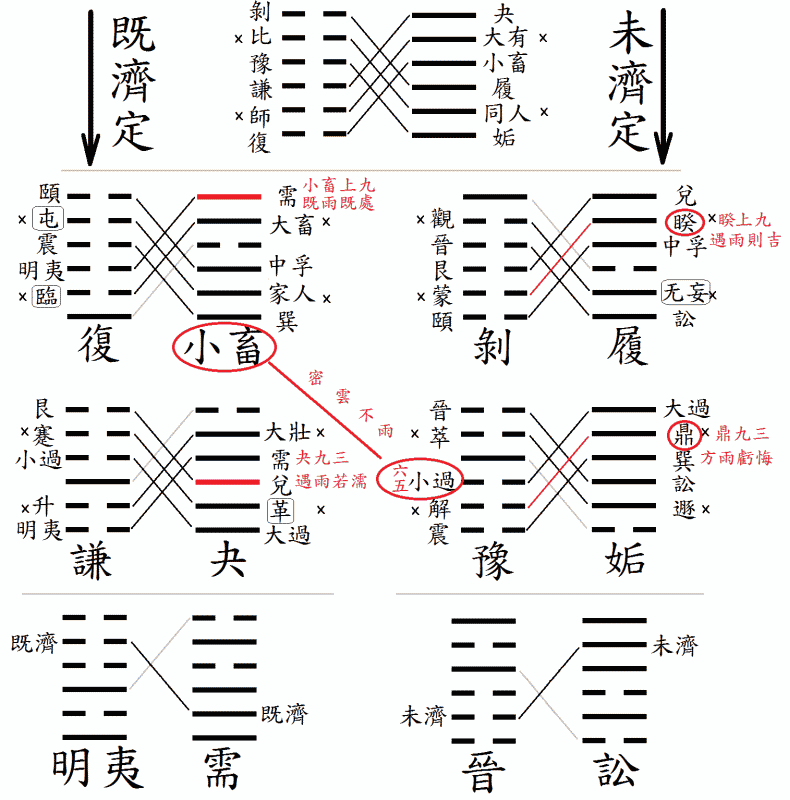 既濟定
未濟定
剝
× 比
豫
謙
× 師
復
夬
大有 ×
小畜
履
同人 ×
姤
頤
× 屯
震
明夷
× 臨
復
需
大畜 ×
中孚
家人 ×
巽
小畜
小畜上九
既雨既處
× 觀
晉
艮
× 蒙
頤
剝
兌
睽 ×
中孚
无妄 ×
訟
履
睽上九
遇雨則吉
密雲不雨
艮
× 蹇
小過
× 升
明夷
謙
大壯 ×
需
兌
革 ×
大過
夬
夬九三
遇雨若濡
晉
× 萃
六五
小過
× 解
震
豫
大過
鼎 ×
巽
訟
遯 ×
姤
鼎九三
方雨虧悔
既濟
明夷
既濟
需
未濟
晉
未濟
訟